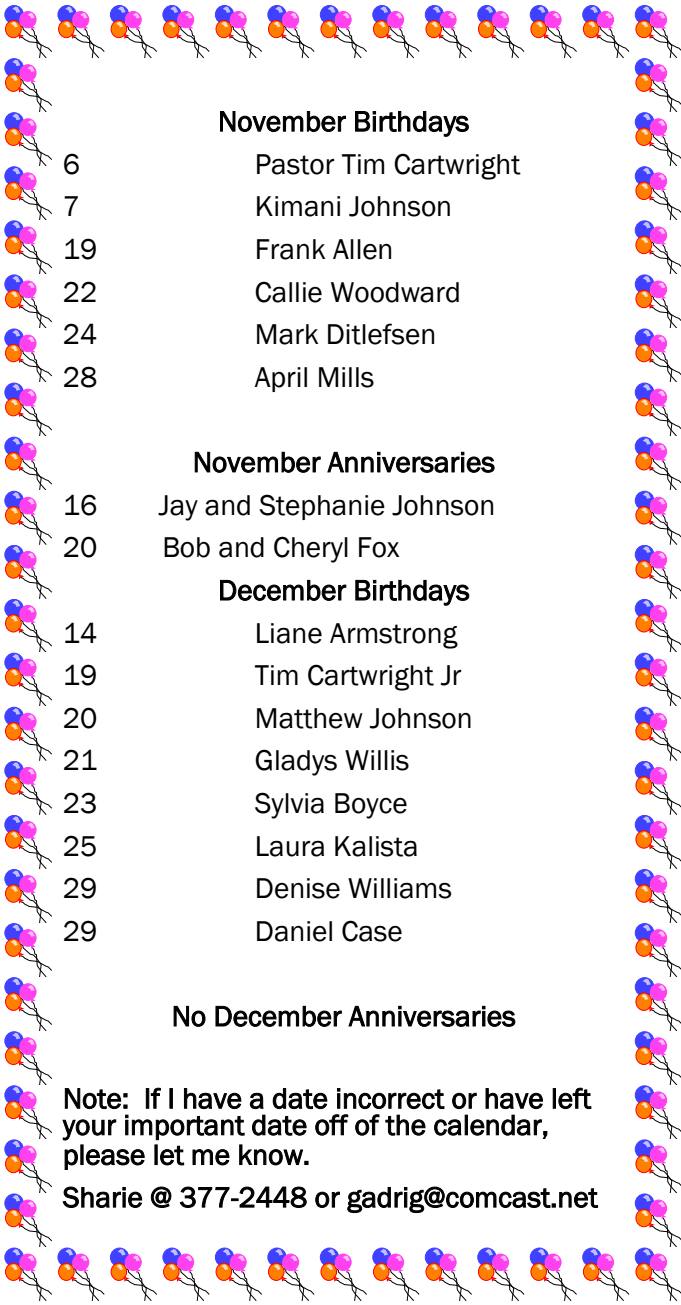 November Birthdays
6 Pastor Tim Cartwright
7 Kimani Johnson
19 Frank Allen
22 Callie Woodward
24 Mark Ditlefsen
28 April Mills
November Anniversaries
16 Jay and Stephanie Johnson
20 Bob and Cheryl Fox
December Birthdays
14 Liane Armstrong
19 Tim Cartwright Jr
20 Matthew Johnson
21 Gladys Willis
23 Sylvia Boyce
25 Laura Kalista
29 Denise Williams
29 Daniel Case
No December Anniversaries
Note: If I have a date incorrect or have left
your important date off of the calendar,
please let me know.
Sharie @ 377-2448 or gadrig@comcast.net